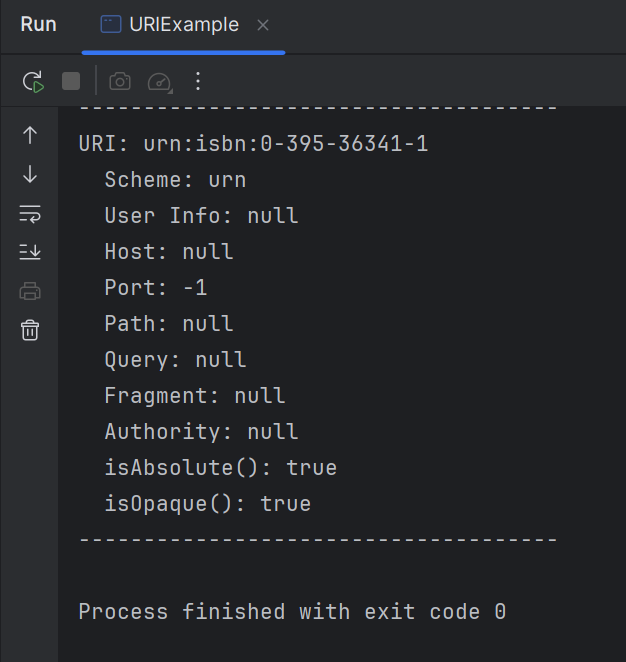 Run URIExample
-------------------------------------
URI: urn:isbn:0-395-36341-1
  Scheme: urn
  User Info: null
  Host: null
  Port: -1
  Path: null
  Query: null
  Fragment: null
  Authority: null
  isAbsolute(): true
  isOpaque(): true
-------------------------------------
Process finished with exit code 0